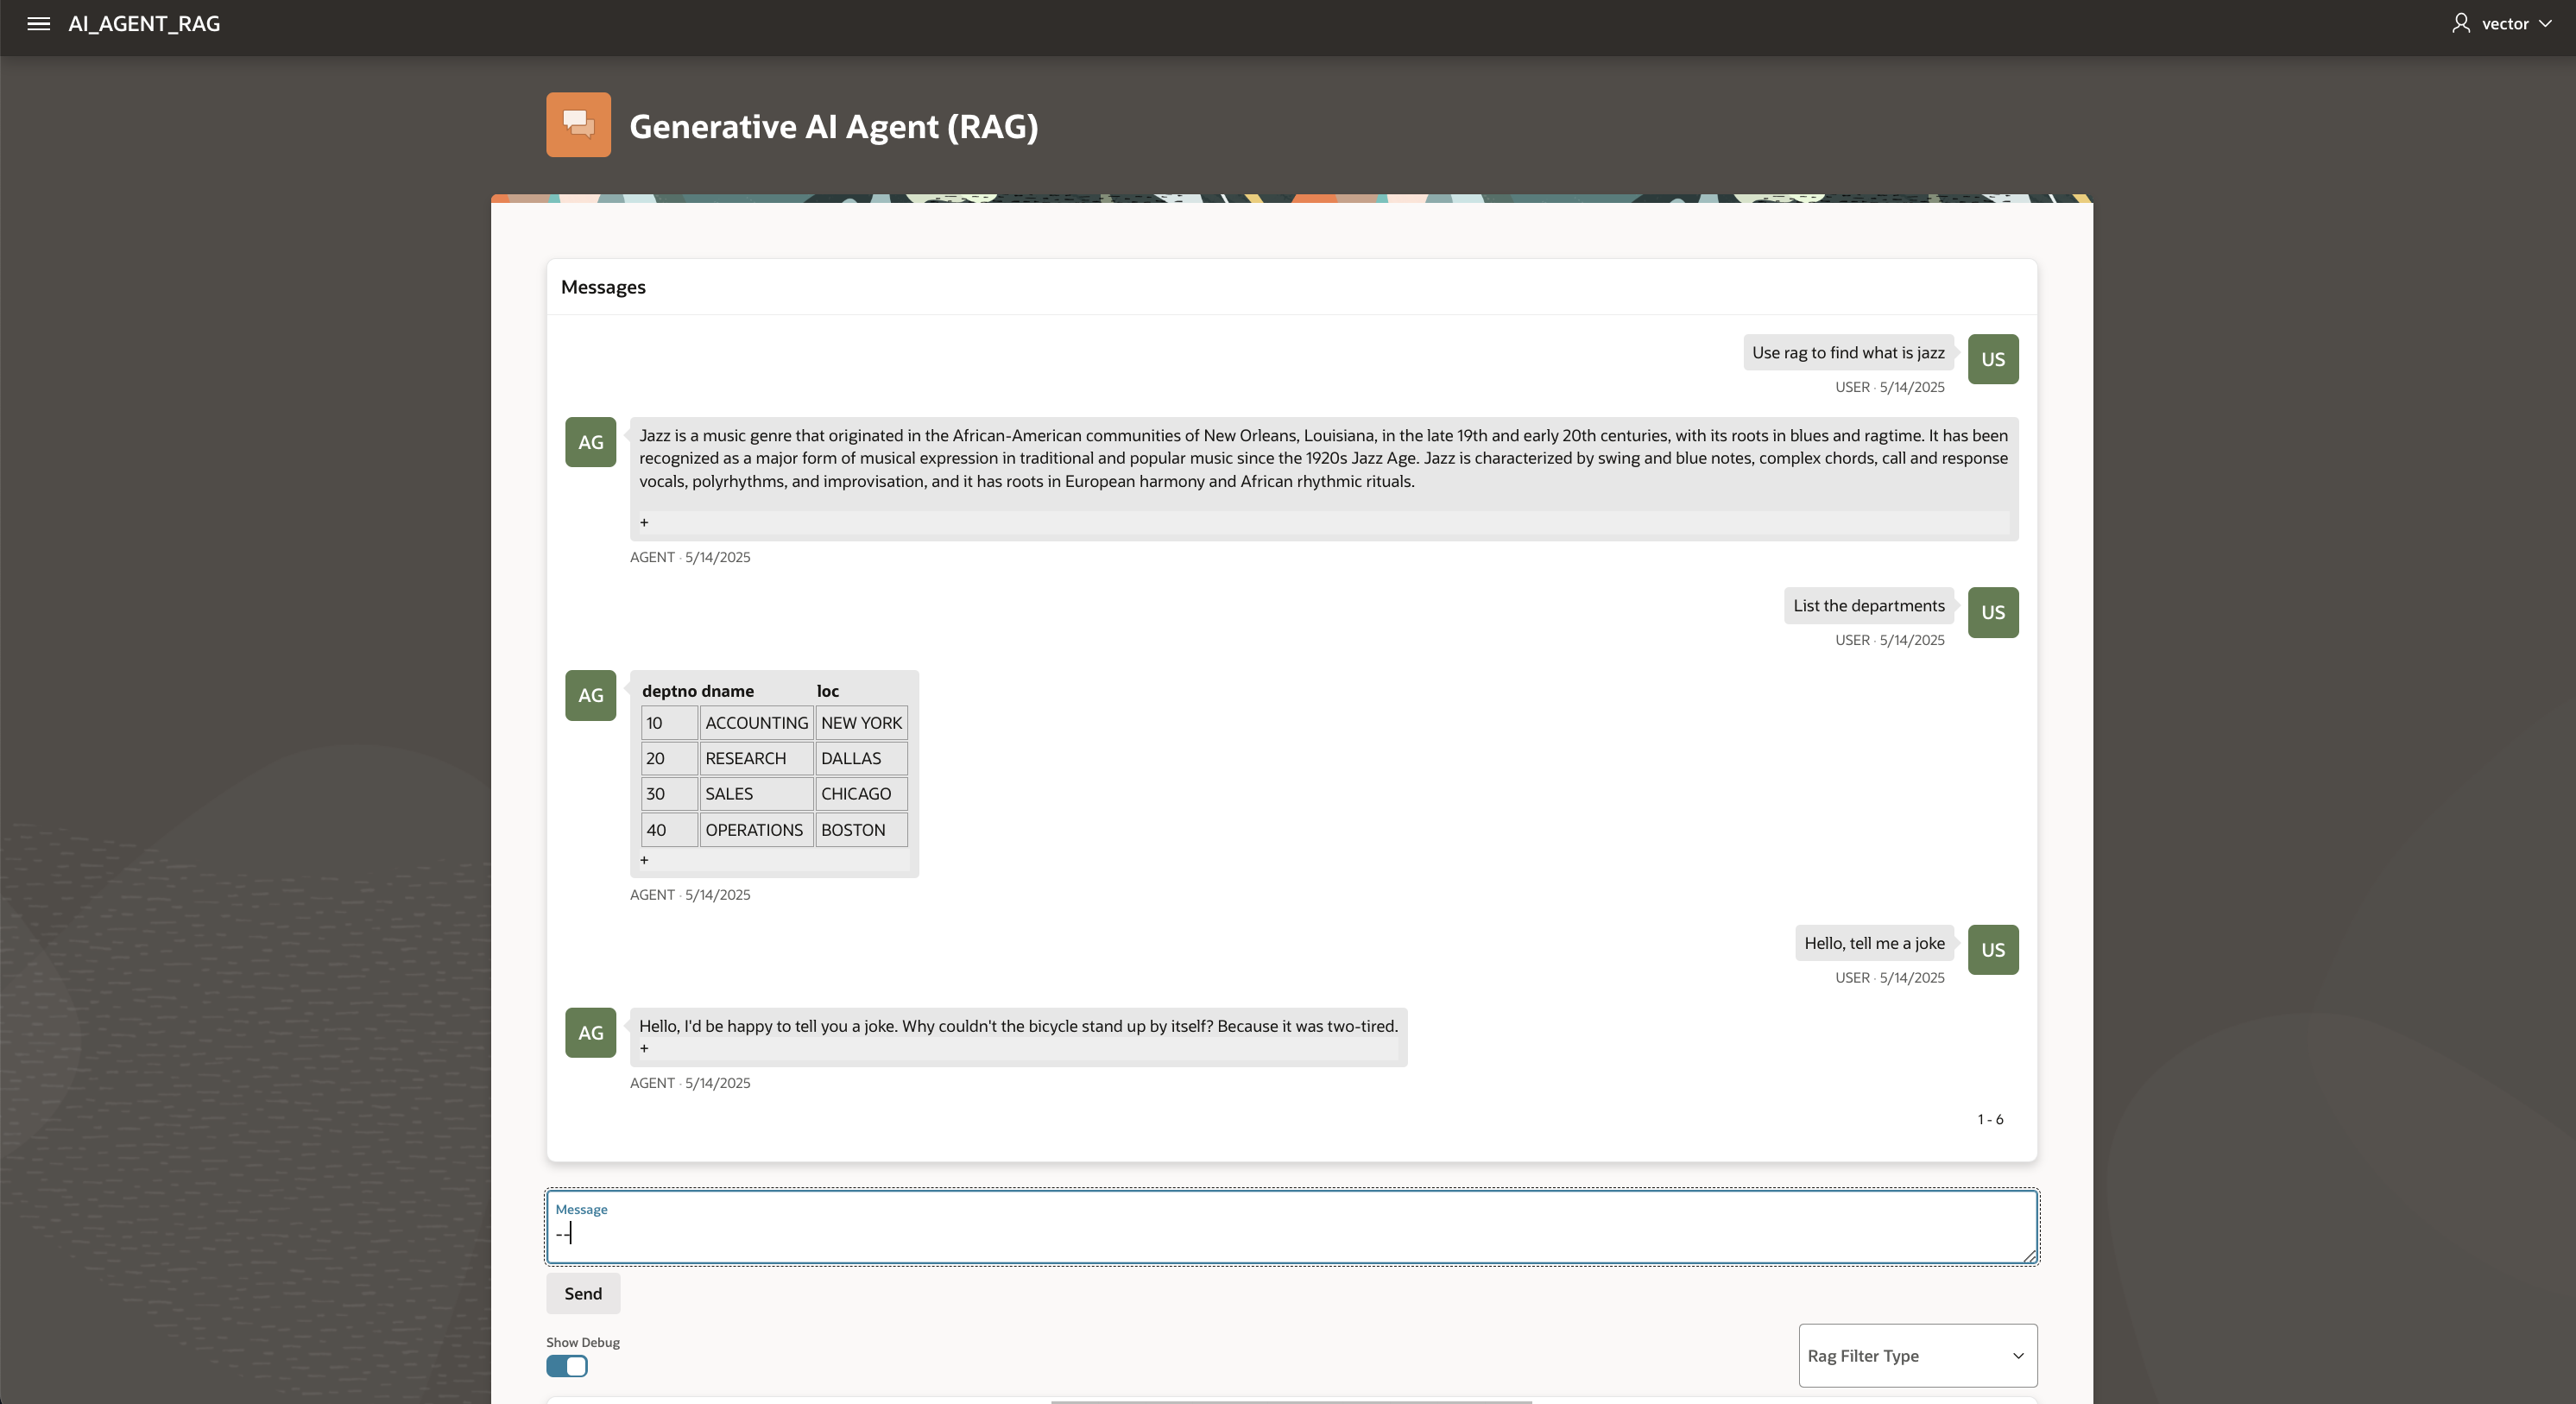 AI_AGENT_RAG
vector
Generative AI Agent (RAG)
Messages
Use rag to find what is jazz
US
USER · 5/14/2025
AG
Jazz is a music genre that originated in the African-American communities of New Orleans, Louisiana, in the late 19th and early 20th centuries, with its roots in blues and ragtime. It has been
recognized as a major form of musical expression in traditional and popular music since the 1920s Jazz Age. Jazz is characterized by swing and blue notes, complex chords, call and response
vocals, polyrhythms, and improvisation, and it has roots in European harmony and African rhythmic rituals.
+
AGENT · 5/14/2025
List the departments
US
USER · 5/14/2025
AG
deptno dname loc
10 ACCOUNTING NEW YORK
20 RESEARCH DALLAS
30 SALES CHICAGO
40 OPERATIONS BOSTON
+
AGENT · 5/14/2025
Hello, tell me a joke
US
USER · 5/14/2025
AG
Hello, I'd be happy to tell you a joke. Why couldn't the bicycle stand up by itself? Because it was two-tired.
+
AGENT · 5/14/2025
1 - 6
Message
--
Send
Show Debug
Rag Filter Type